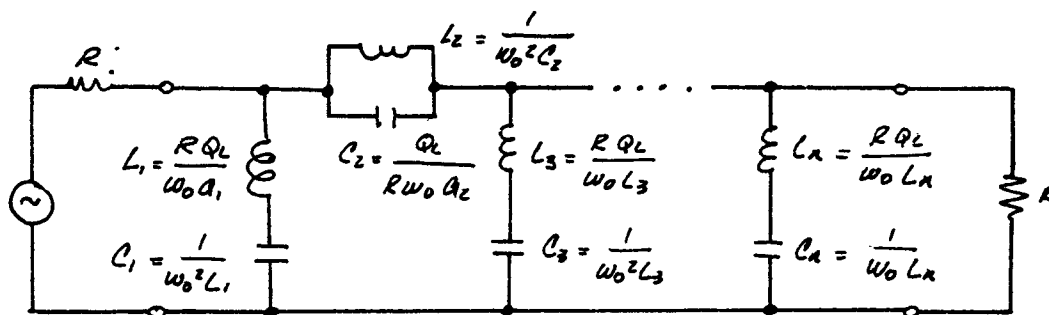 R
L₂ = 1/ω₀²C₂
L₁ = RQL/ω₀a₁
C₂ = QL/Rω₀a₂
L₃ = RQL/ω₀L₃
Ln = RQL/ω₀Ln
R
C₁ = 1/ω₀²L₁
C₃ = 1/ω₀²L₃
Cn = 1/ω₀Ln